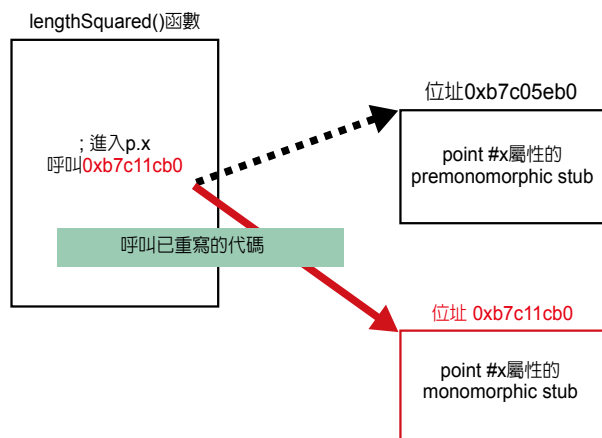 lengthSquared()函數
; 進入p.x
呼叫0xb7c11cb0
呼叫已重寫的代碼
位址0xb7c05eb0
point #x屬性的
premonomorphic stub
位址 0xb7c11cb0
point #x屬性的
monomorphic stub